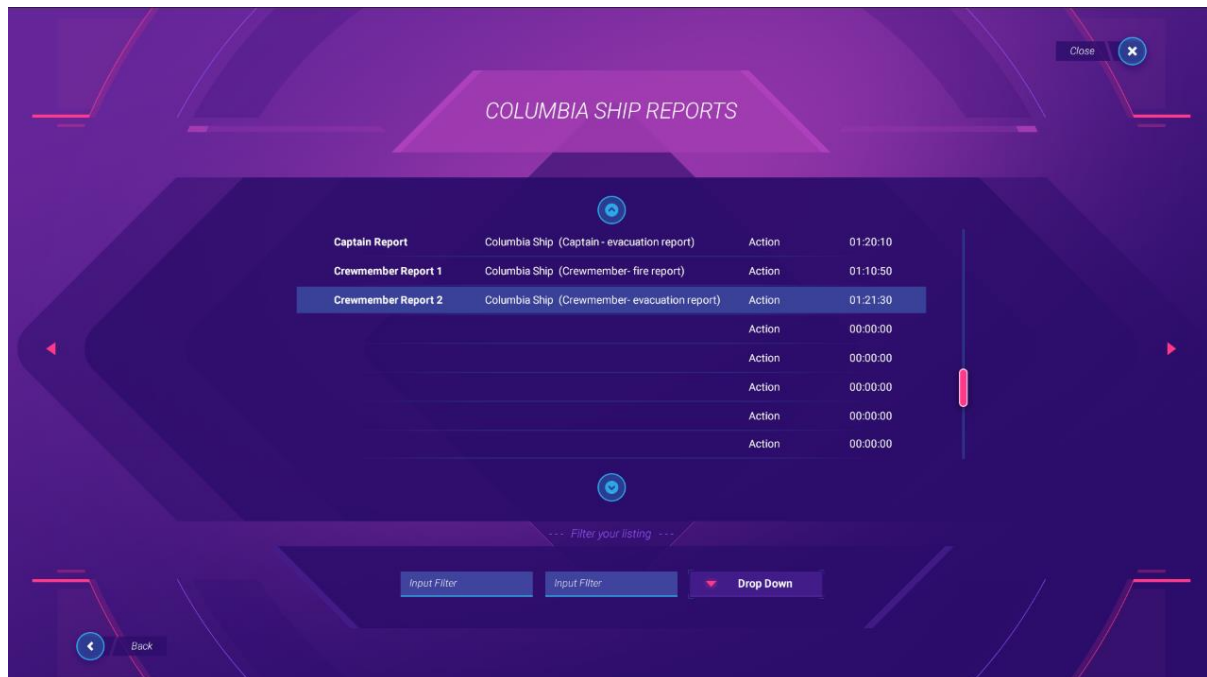 Close
COLUMBIA SHIP REPORTS
Captain Report Columbia Ship (Captain - evacuation report) Action 01:20:10
Crewmember Report 1 Columbia Ship (Crewmember- fire report) Action 01:10:50
Crewmember Report 2 Columbia Ship (Crewmember- evacuation report) Action 01:21:30
Action 00:00:00
Action 00:00:00
Action 00:00:00
Action 00:00:00
Action 00:00:00
--- Filter your listing ---
Input Filter Input Filter Drop Down
Back